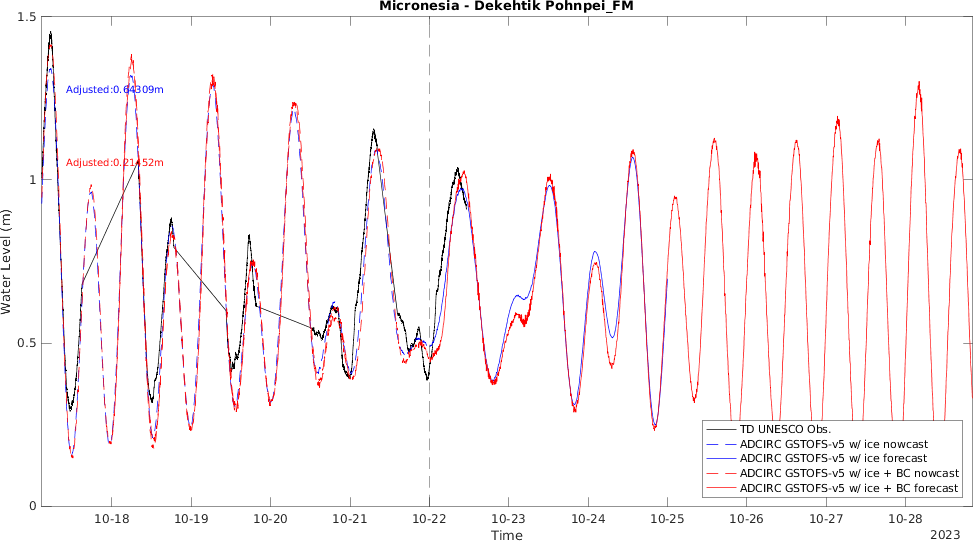 Micronesia - Dekehtik Pohnpei_FM
1.5
1
0.5
0
Water Level (m)
Adjusted:0.64309m
TD UNESCO Obs.
ADCIRC GSTOFS-v5 w/ ice nowcast
ADCIRC GSTOFS-v5 w/ ice forecast
ADCIRC GSTOFS-v5 w/ ice + BC nowcast
ADCIRC GSTOFS-v5 w/ ice + BC forecast
10-18 10-19 10-20 10-21 10-22 10-23 10-24 10-25 10-26 10-27 10-28
Time
2023